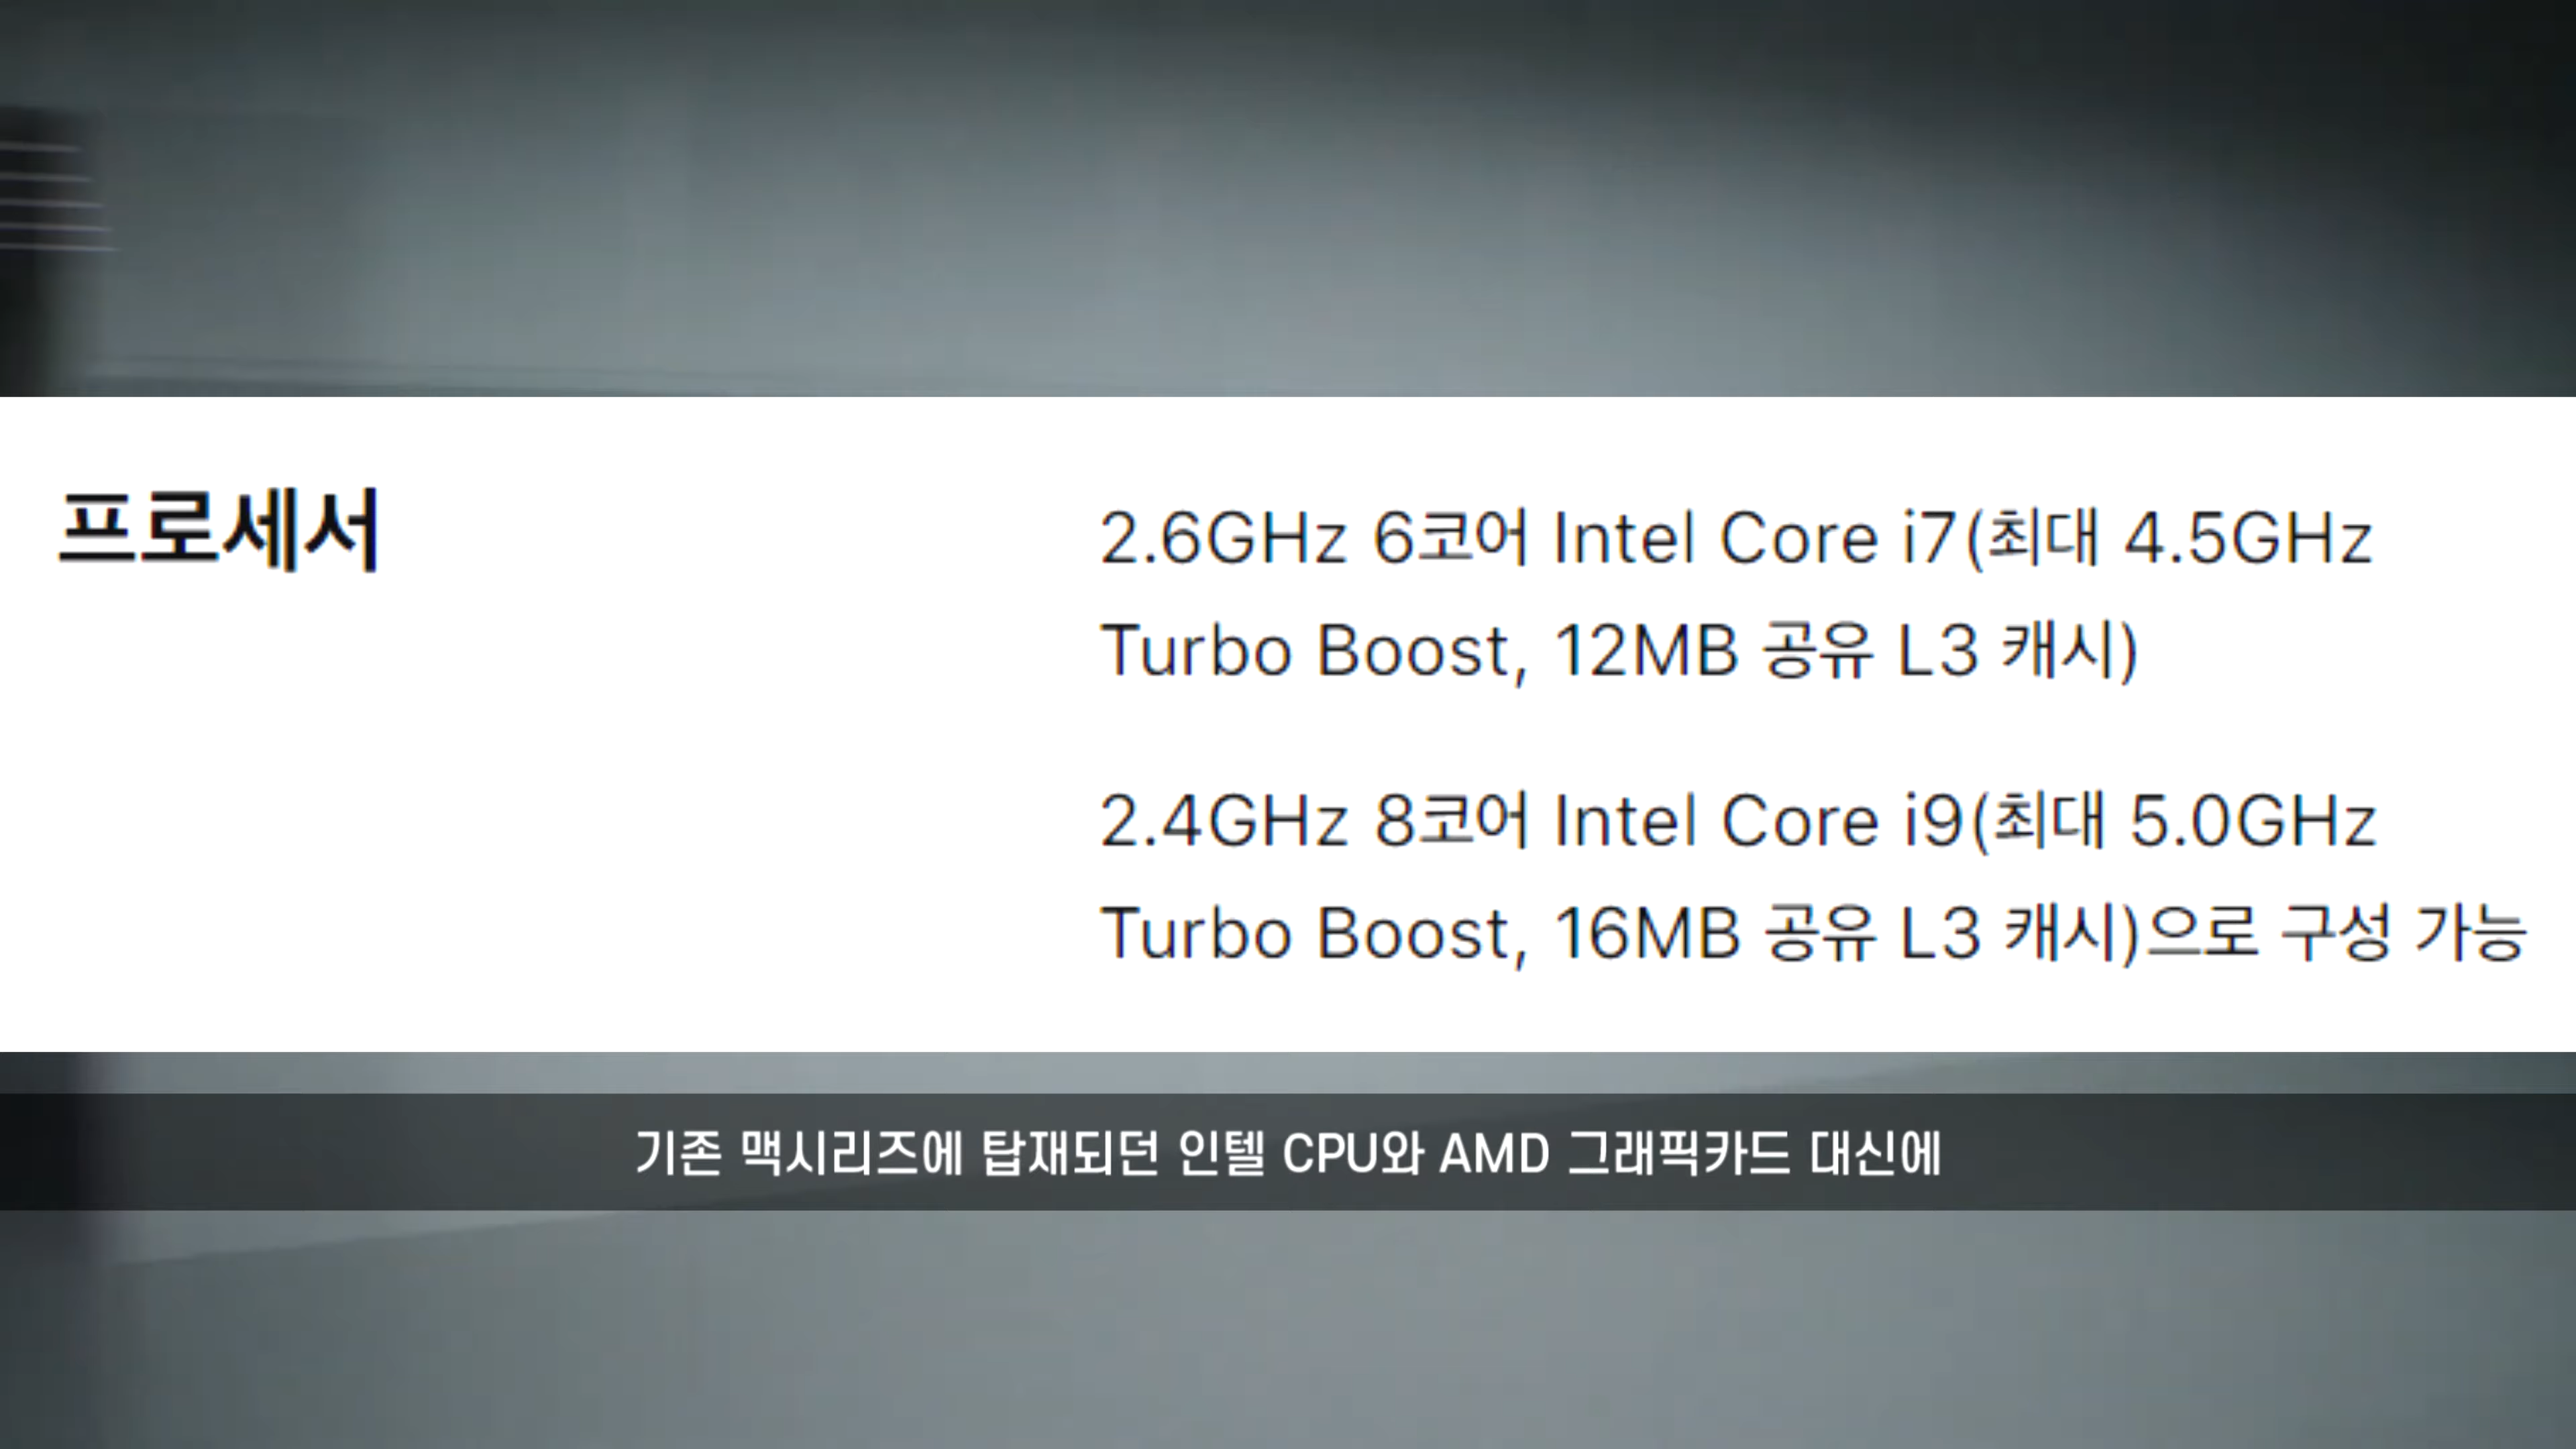 프로세서
2.6GHz 6코어 Intel Core i7(최대 4.5GHz
Turbo Boost, 12MB 공유 L3 캐시)
2.4GHz 8코어 Intel Core i9(최대 5.0GHz
Turbo Boost, 16MB 공유 L3 캐시)으로 구성 가능
기존 맥시리즈에 탑재되던 인텔 CPU와 AMD 그래픽카드 대신에